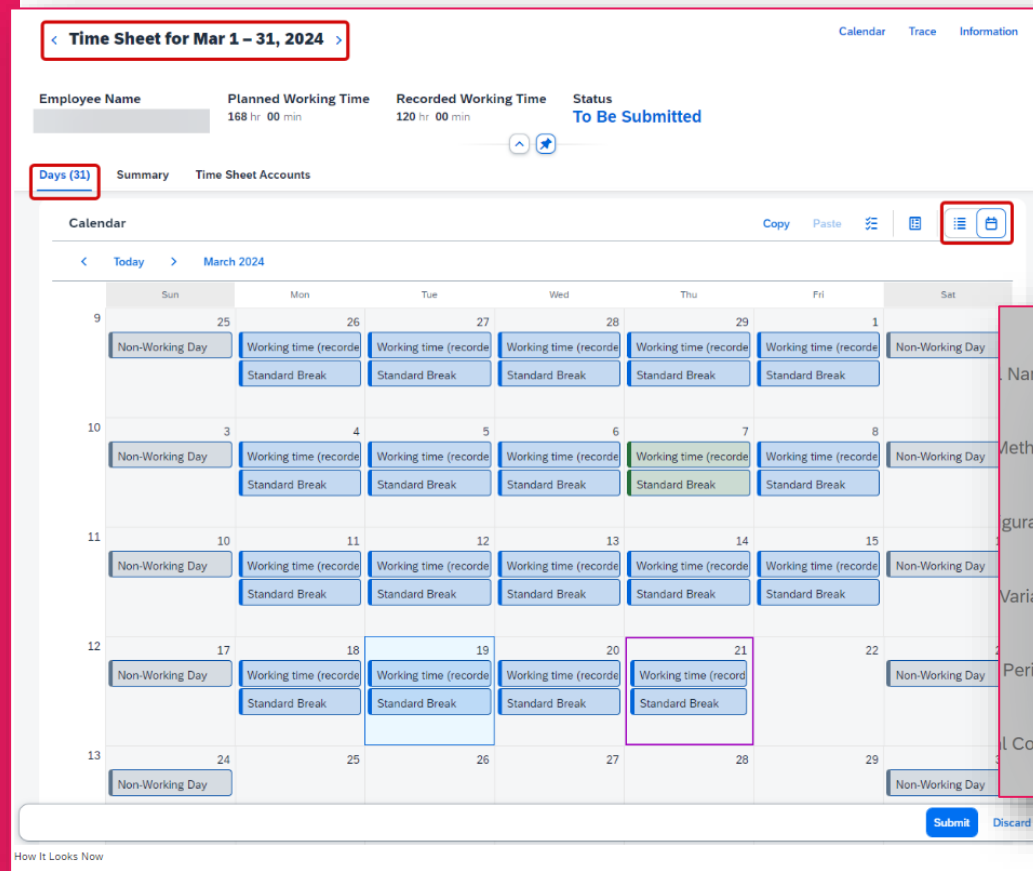 Time Sheet for Mar 1 – 31, 2024
Calendar Trace Information
Employee Name Planned Working Time Recorded Working Time Status
168 hr 00 min 120 hr 00 min To Be Submitted
Days (31) Summary Time Sheet Accounts
Calendar Copy Paste
Today March 2024
Sun Mon Tue Wed Thu Fri Sat
9 25 26 27 28 29 1
Non-Working Day Working time (recorde Working time (recorde Working time (recorde Working time (recorde Working time (recorde Non-Working Day
Standard Break Standard Break Standard Break Standard Break Standard Break
10 3 4 5 6 7 8
Non-Working Day Working time (recorde Working time (recorde Working time (recorde Working time (recorde Working time (recorde Non-Working Day
Standard Break Standard Break Standard Break Standard Break Standard Break
11 10 11 12 13 14 15
Non-Working Day Working time (recorde Working time (recorde Working time (recorde Working time (recorde Working time (recorde Non-Working Day
Standard Break Standard Break Standard Break Standard Break Standard Break
12 17 18 19 20 21 22
Non-Working Day Working time (recorde Working time (recorde Working time (recorde Working time (record Non-Working Day
Standard Break Standard Break Standard Break Standard Break
13 24 25 26 27 28 29
Non-Working Day Non-Working Day
Submit Discard
How It Looks Now